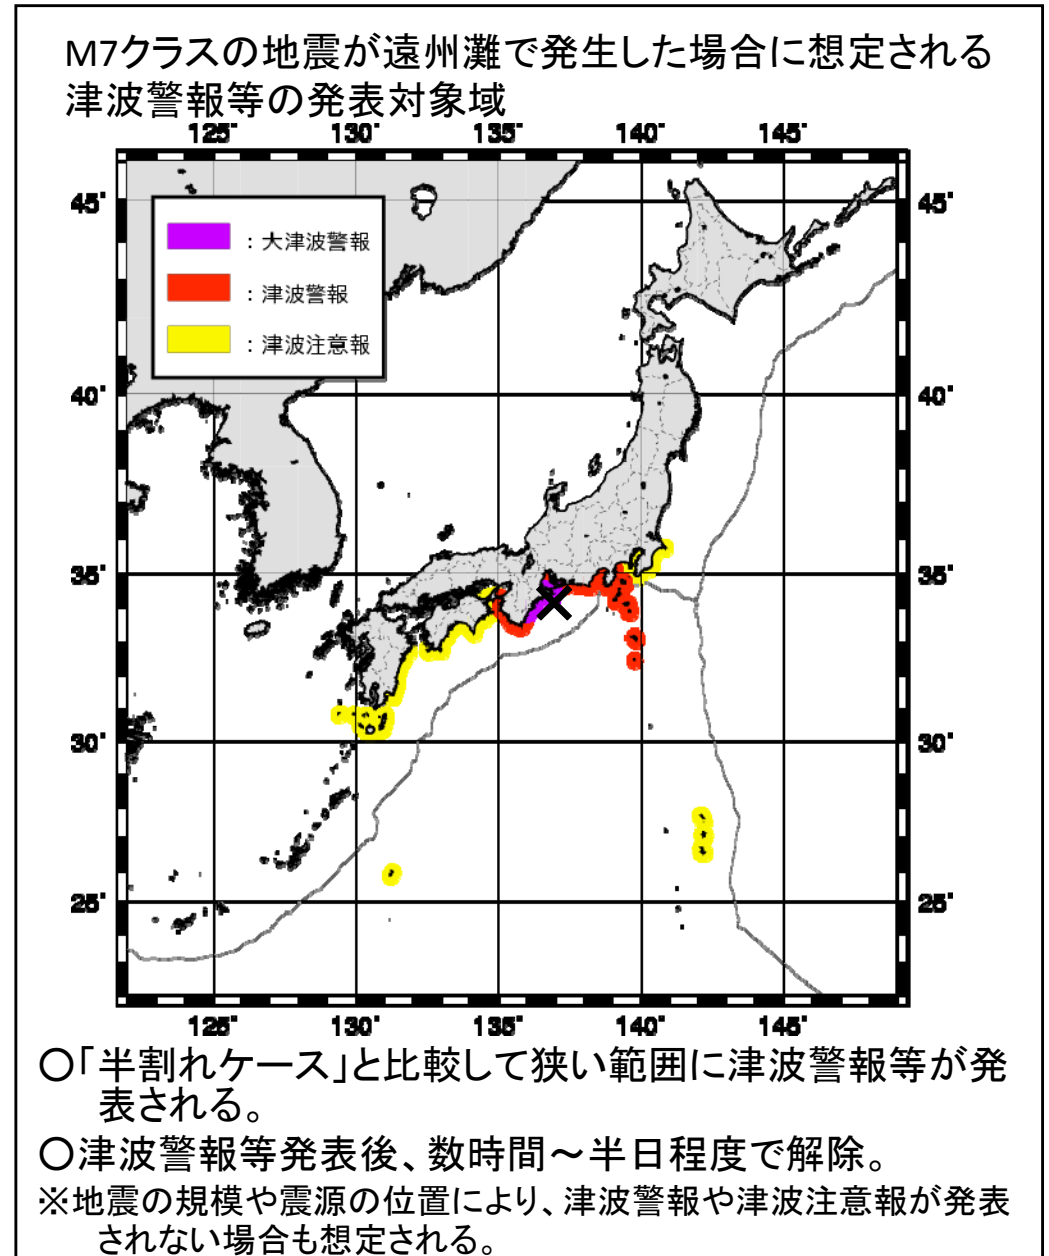 M7クラスの地震が遠州灘で発生した場合に想定される
津波警報等の発表対象域
125° 130° 135° 140° 145°
45° 45°
：大津波警報
：津波警報
：津波注意報
40° 40°
35° 35°
30° 30°
25° 25°
125° 130° 135° 140° 145°
○「半割れケース」と比較して狭い範囲に津波警報等が発
表される。
○津波警報等発表後、数時間～半日程度で解除。
※地震の規模や震源の位置により、津波警報や津波注意報が発表
されない場合も想定される。